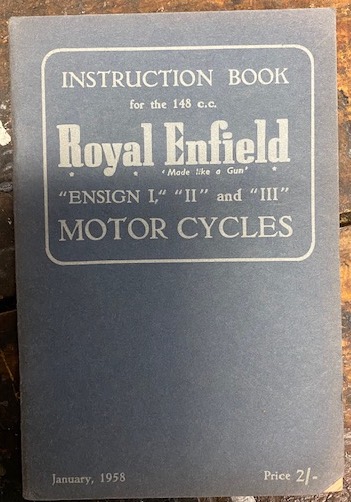 INSTRUCTION BOOK
for the 148 c.c.
Royal Enfield
'Made like a Gun'
"ENSIGN I," "II" and "III"
MOTOR CYCLES
January, 1958
Price 2/-